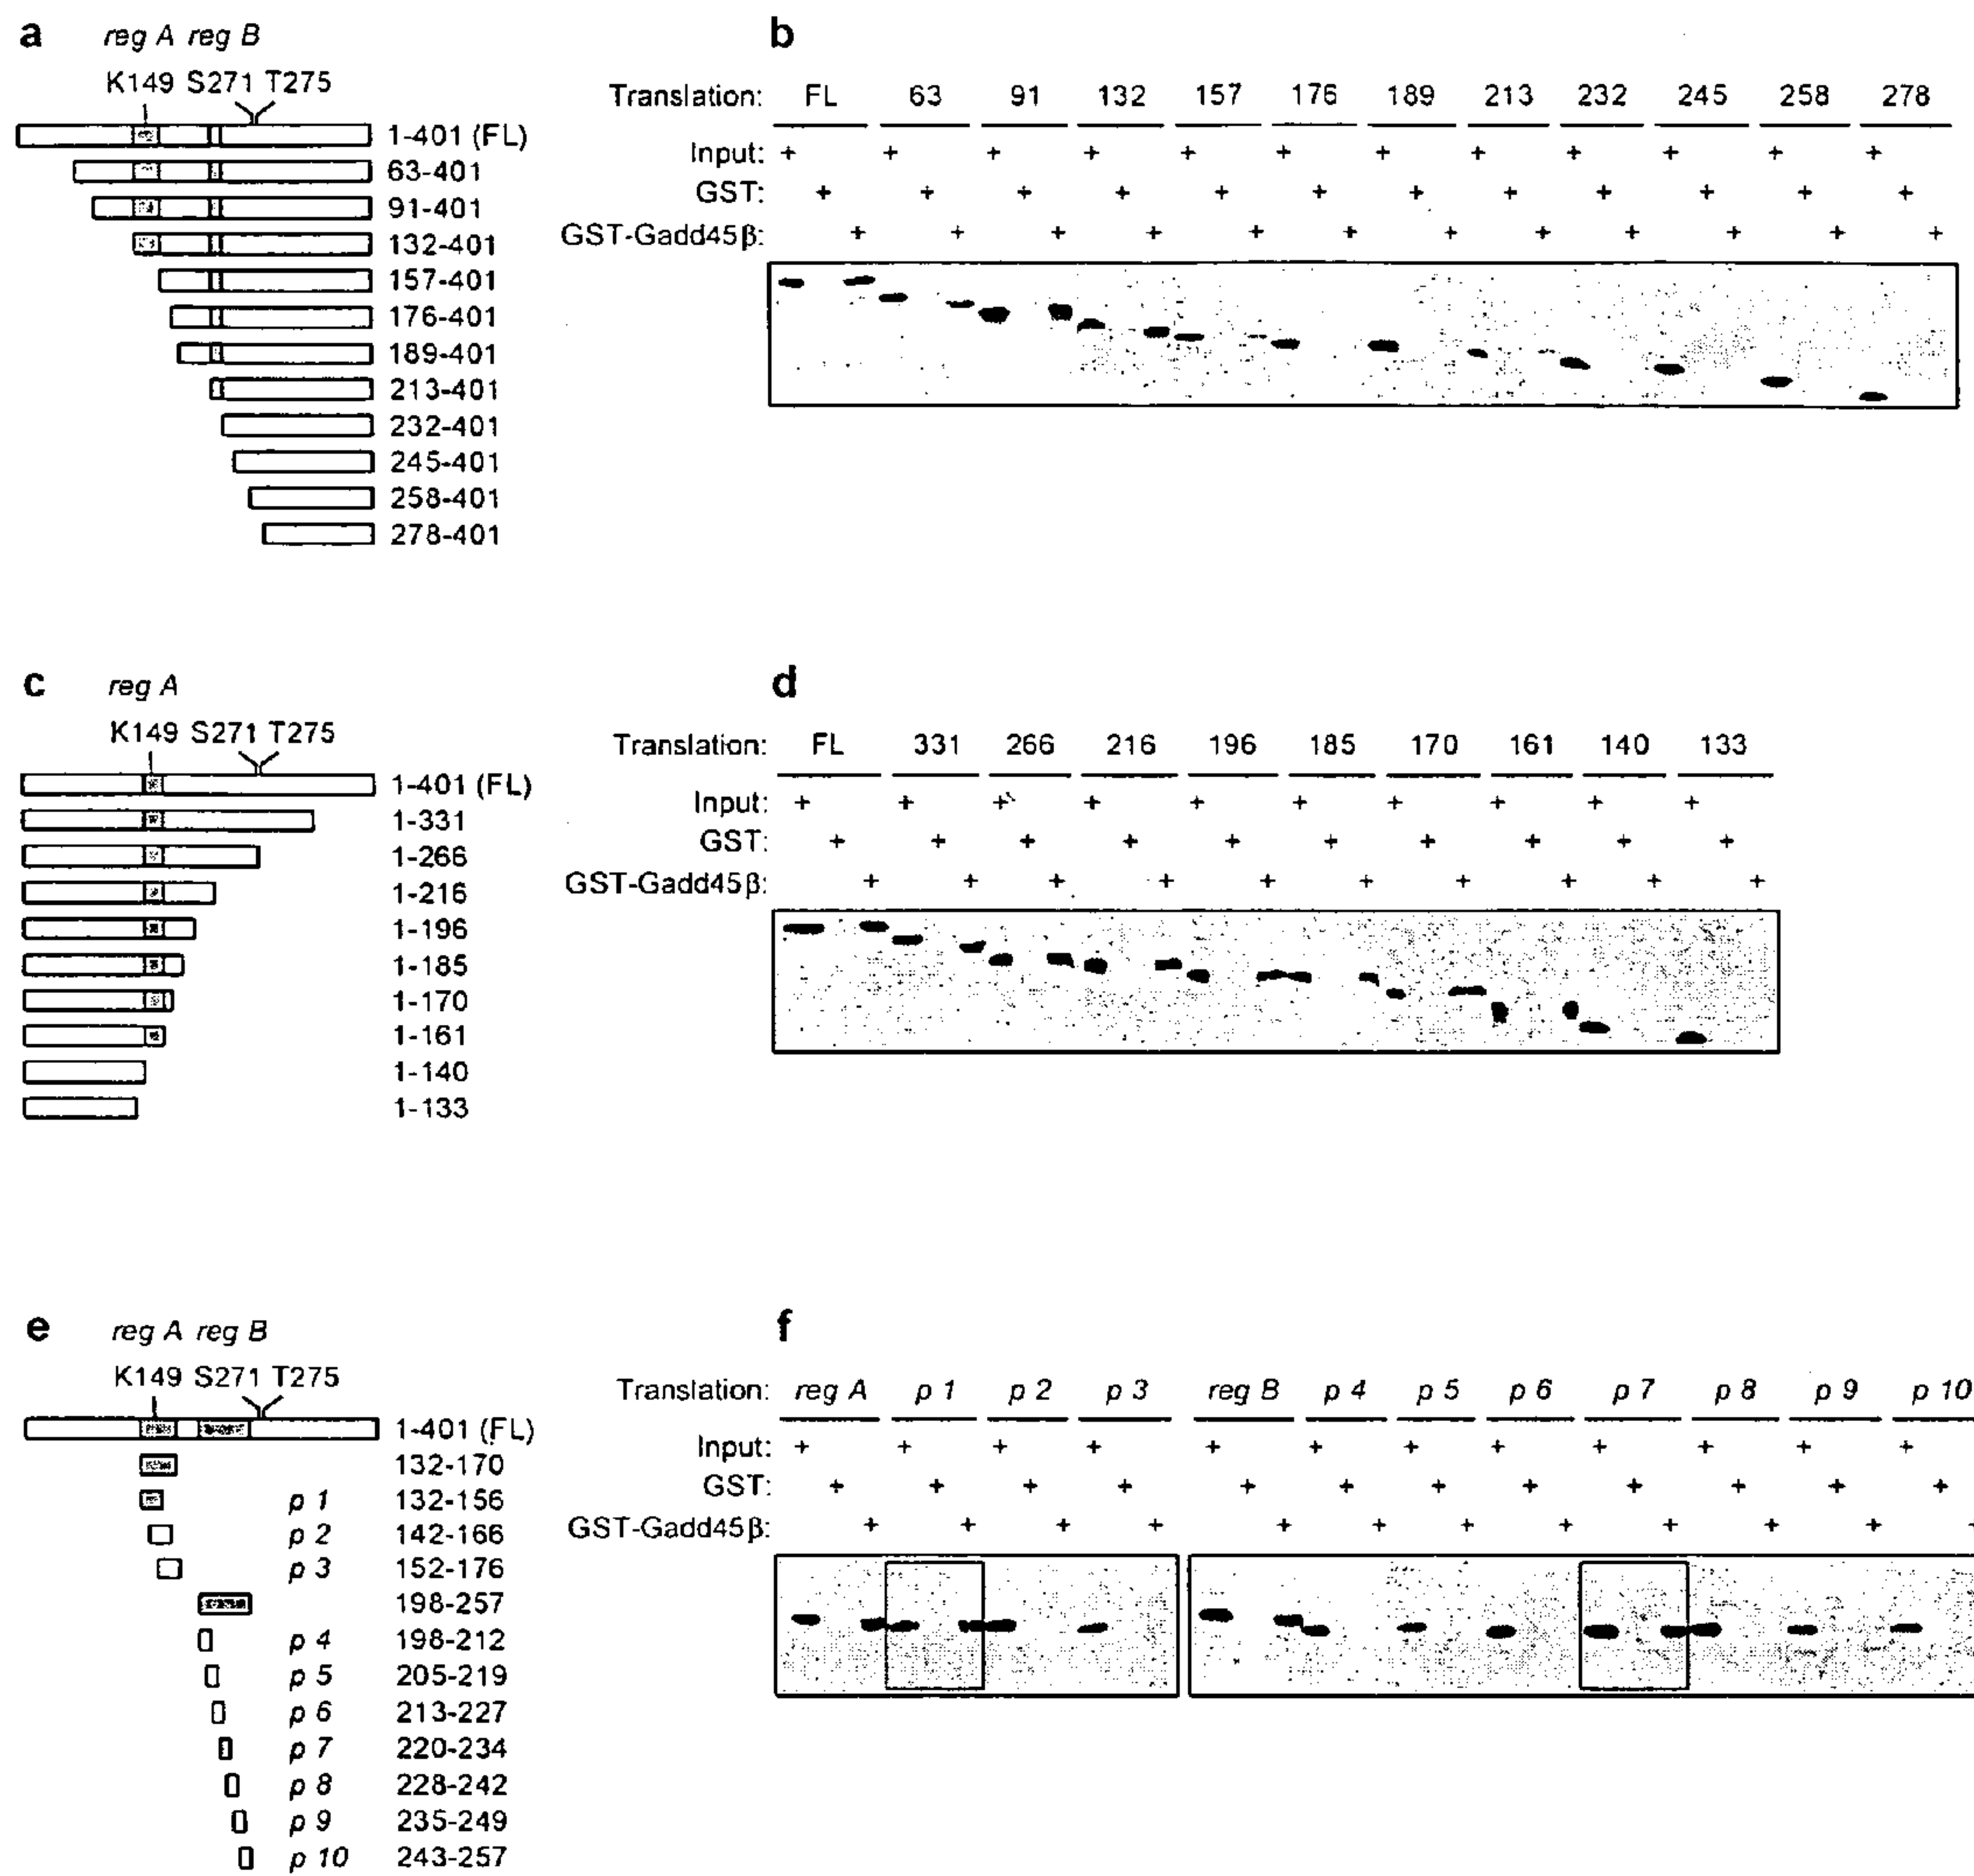 a
reg A reg B
K149 S271 T275
1-401 (FL)
63-401
91-401
132-401
157-401
176-401
189-401
213-401
232-401
245-401
258-401
278-401
b
Translation: FL 63 91 132 157 176 189 213 232 245 258 278
Input: + + + + + + + + + + + +
GST: + + + + + + + + + + + +
GST-Gadd45β: + + + + + + + + + + + +
c
reg A
K149 S271 T275
1-401 (FL)
1-331
1-266
1-216
1-196
1-185
1-170
1-161
1-140
1-133
d
Translation: FL 331 266 216 196 185 170 161 140 133
Input: + + + + + + + + + +
GST: + + + + + + + + + +
GST-Gadd45β: + + + + + + + + + +
e
reg A reg B
K149 S271 T275
1-401 (FL)
132-170
p 1 132-156
p 2 142-166
p 3 152-176
198-257
p 4 198-212
p 5 205-219
p 6 213-227
p 7 220-234
p 8 228-242
p 9 235-249
p 10 243-257
f
Translation: reg A p 1 p 2 p 3 reg B p 4 p 5 p 6 p 7 p 8 p 9 p 10
Input: + + + + + + + + + + + +
GST: + + + + + + + + + + + +
GST-Gadd45β: + + + + + + + + + + + +